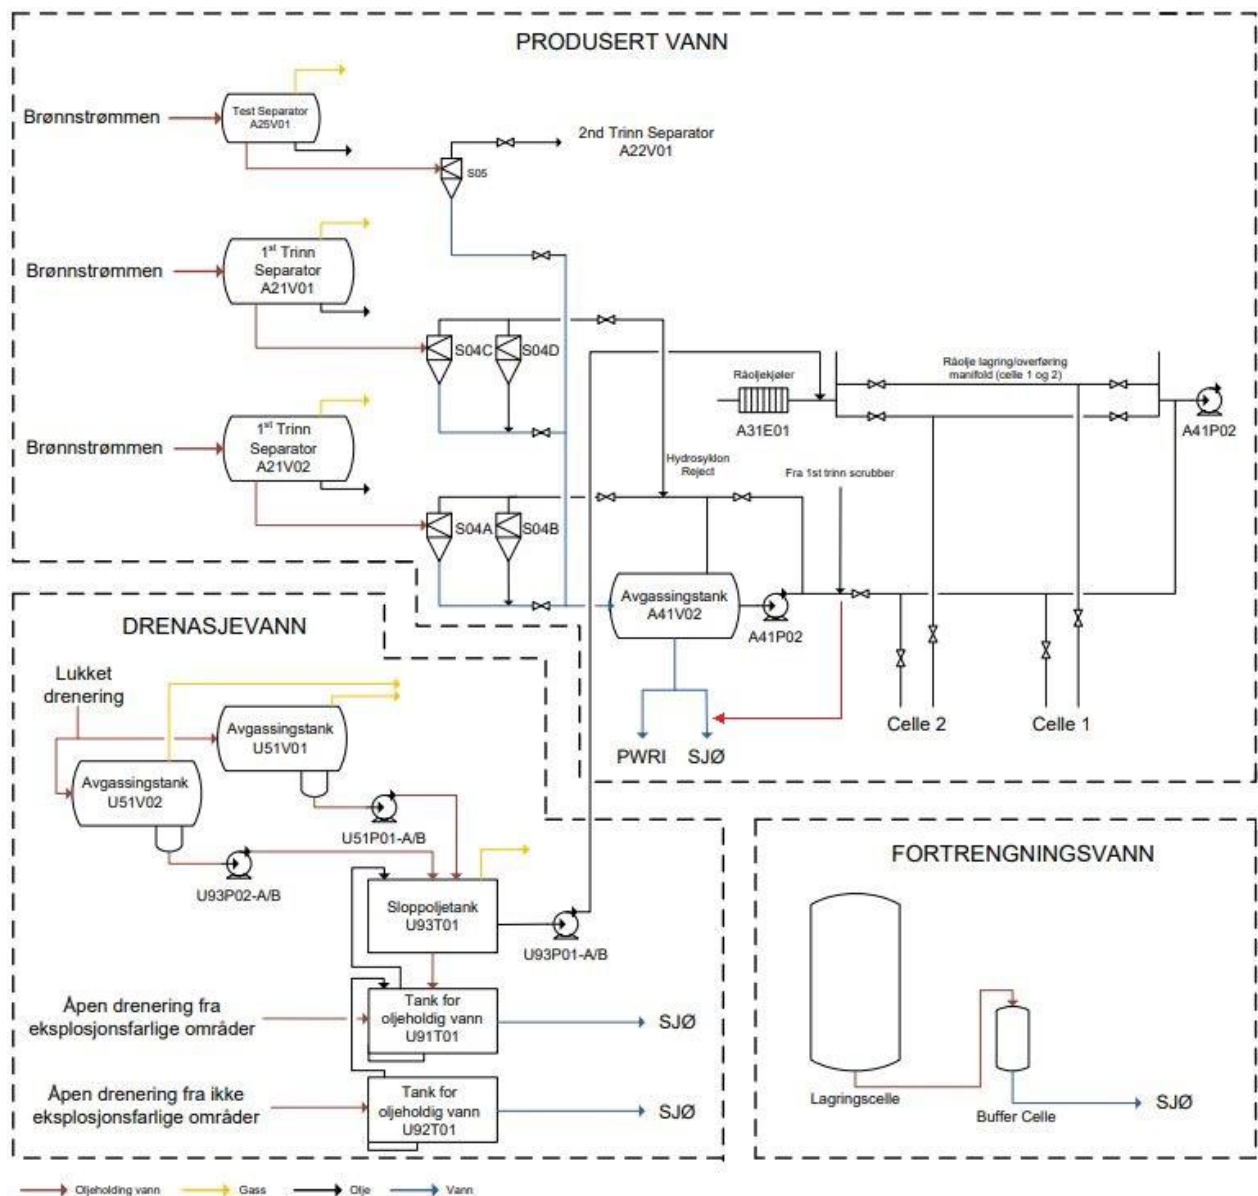 PRODUSERT VANN
Brønnstrømmen
Test Separator
A25V01
2nd Trinn Separator
A22V01
S05
Brønnstrømmen
1st Trinn
Separator
A21V01
S04C
S04D
Råoljekjøler
A31E01
Råolje lagring/overføring
manifold (celle 1 og 2)
A41P02
Brønnstrømmen
1st Trinn
Separator
A21V02
Hydrosyklon
Reject
Fra 1st trinn scrubber
S04A
S04B
Avgassingstank
A41V02
A41P02
PWRI
SJØ
Celle 2
Celle 1
DRENASJEVANN
Lukket
drenering
Avgassingstank
U51V01
Avgassingstank
U51V02
U51P01-A/B
U93P02-A/B
Sloppoljetank
U93T01
U93P01-A/B
Åpen drenering fra
eksplosjonsfarlige områder
Tank for
oljeholdig vann
U91T01
SJØ
Åpen drenering fra ikke
eksplosjonsfarlige områder
Tank for
oljeholdig vann
U92T01
SJØ
FORTRENGNINGSVANN
Lagringscelle
Buffer Celle
SJØ
Oljeholding vann
Gass
Olje
Vann